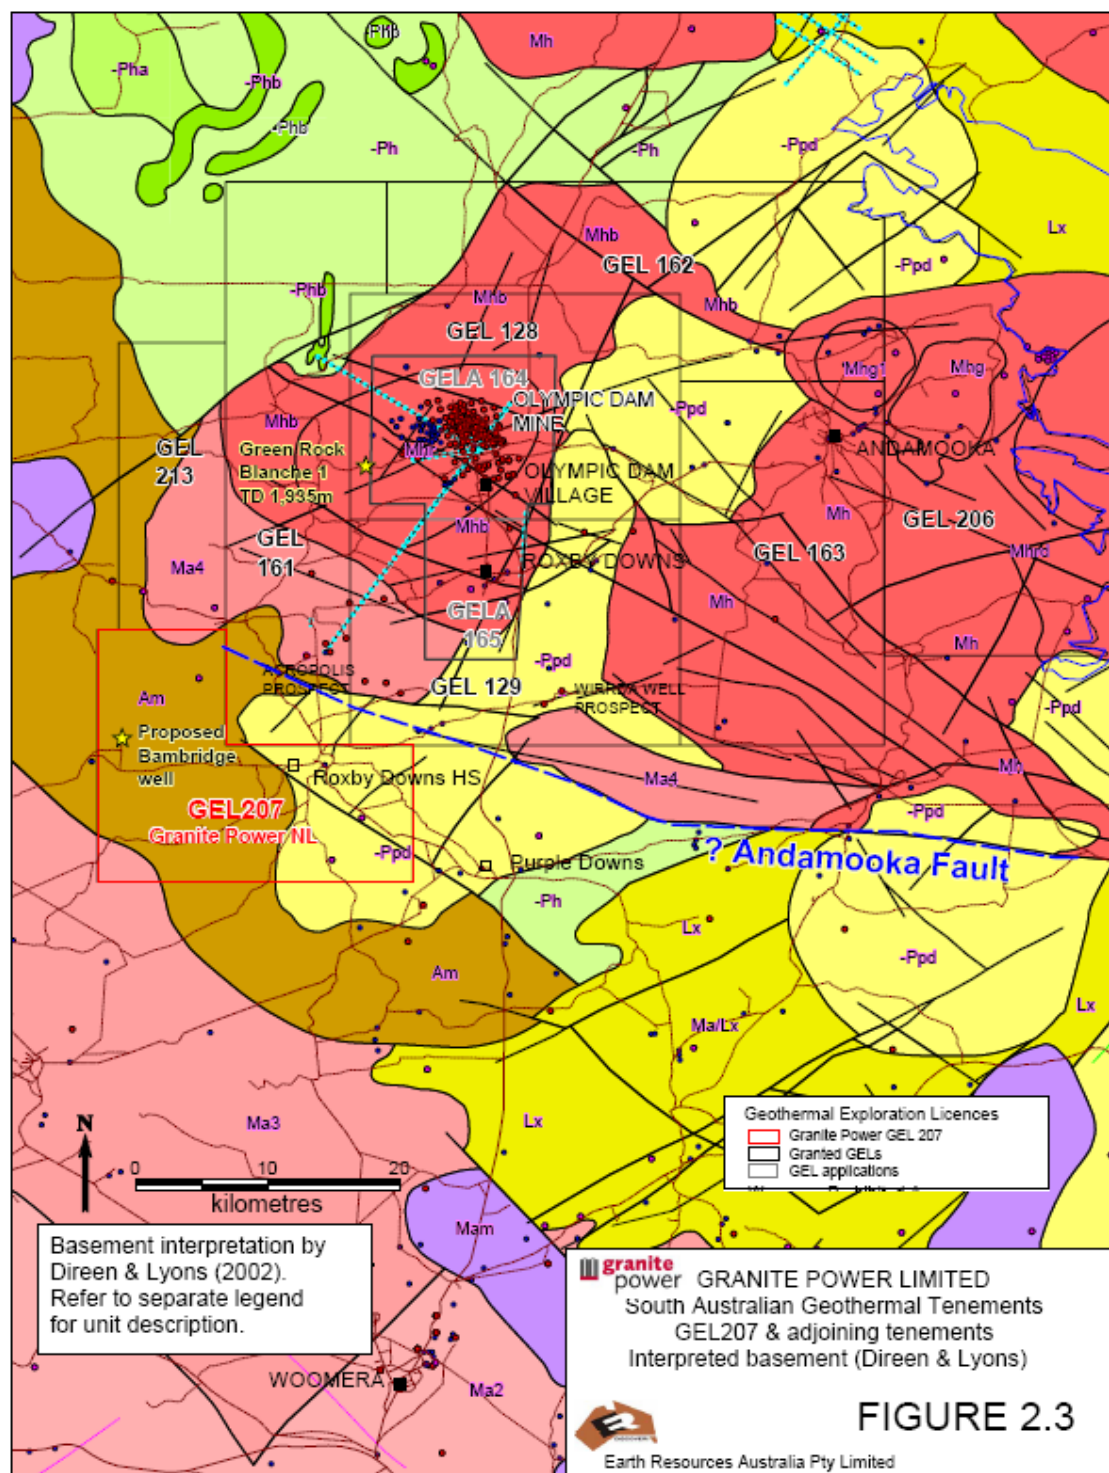 -Phb
Mh
-Pha
-Phb
-Phb
-Ph
-Ph
-Ppd
Lx
Mhb
GEL 162
-Ppd
-Phb
Mhb
Mhb
GEL 128
GELA 164
Mhg1
Mhg
OLYMPIC DAM
MINE
-Ppd
Mhb
GEL
213
Green Rock
Blanche 1
TD 1,935m
ANDAMOOKA
OLYMPIC DAM
VILLAGE
Mh
GEL 206
Mhb
GEL
161
GEL 163
Mhrd
Ma4
ROXBY DOWNS
Mh
GELA
165
Mh
-Ppd
ACROPOLIS
PROSPECT
GEL 129
WIRRDA WELL
PROSPECT
Am
-Ppd
Proposed
Bambridge
well
Roxby Downs HS
Ma4
Mh
GEL207
Granite Power NL
-Ppd
-Ppd
Purple Downs
? Andamooka Fault
-Ph
Lx
-Ppd
Am
Lx
Ma/Lx
Ma3
Lx
N
0 10 20
kilometres
Geothermal Exploration Licences
Granite Power GEL 207
Granted GELs
GEL applications
Mam
Basement interpretation by
Direen & Lyons (2002).
Refer to separate legend
for unit description.
granite
power
GRANITE POWER LIMITED
South Australian Geothermal Tenements
GEL207 & adjoining tenements
Interpreted basement (Direen & Lyons)
WOOMERA
Ma2
FIGURE 2.3
Earth Resources Australia Pty Limited